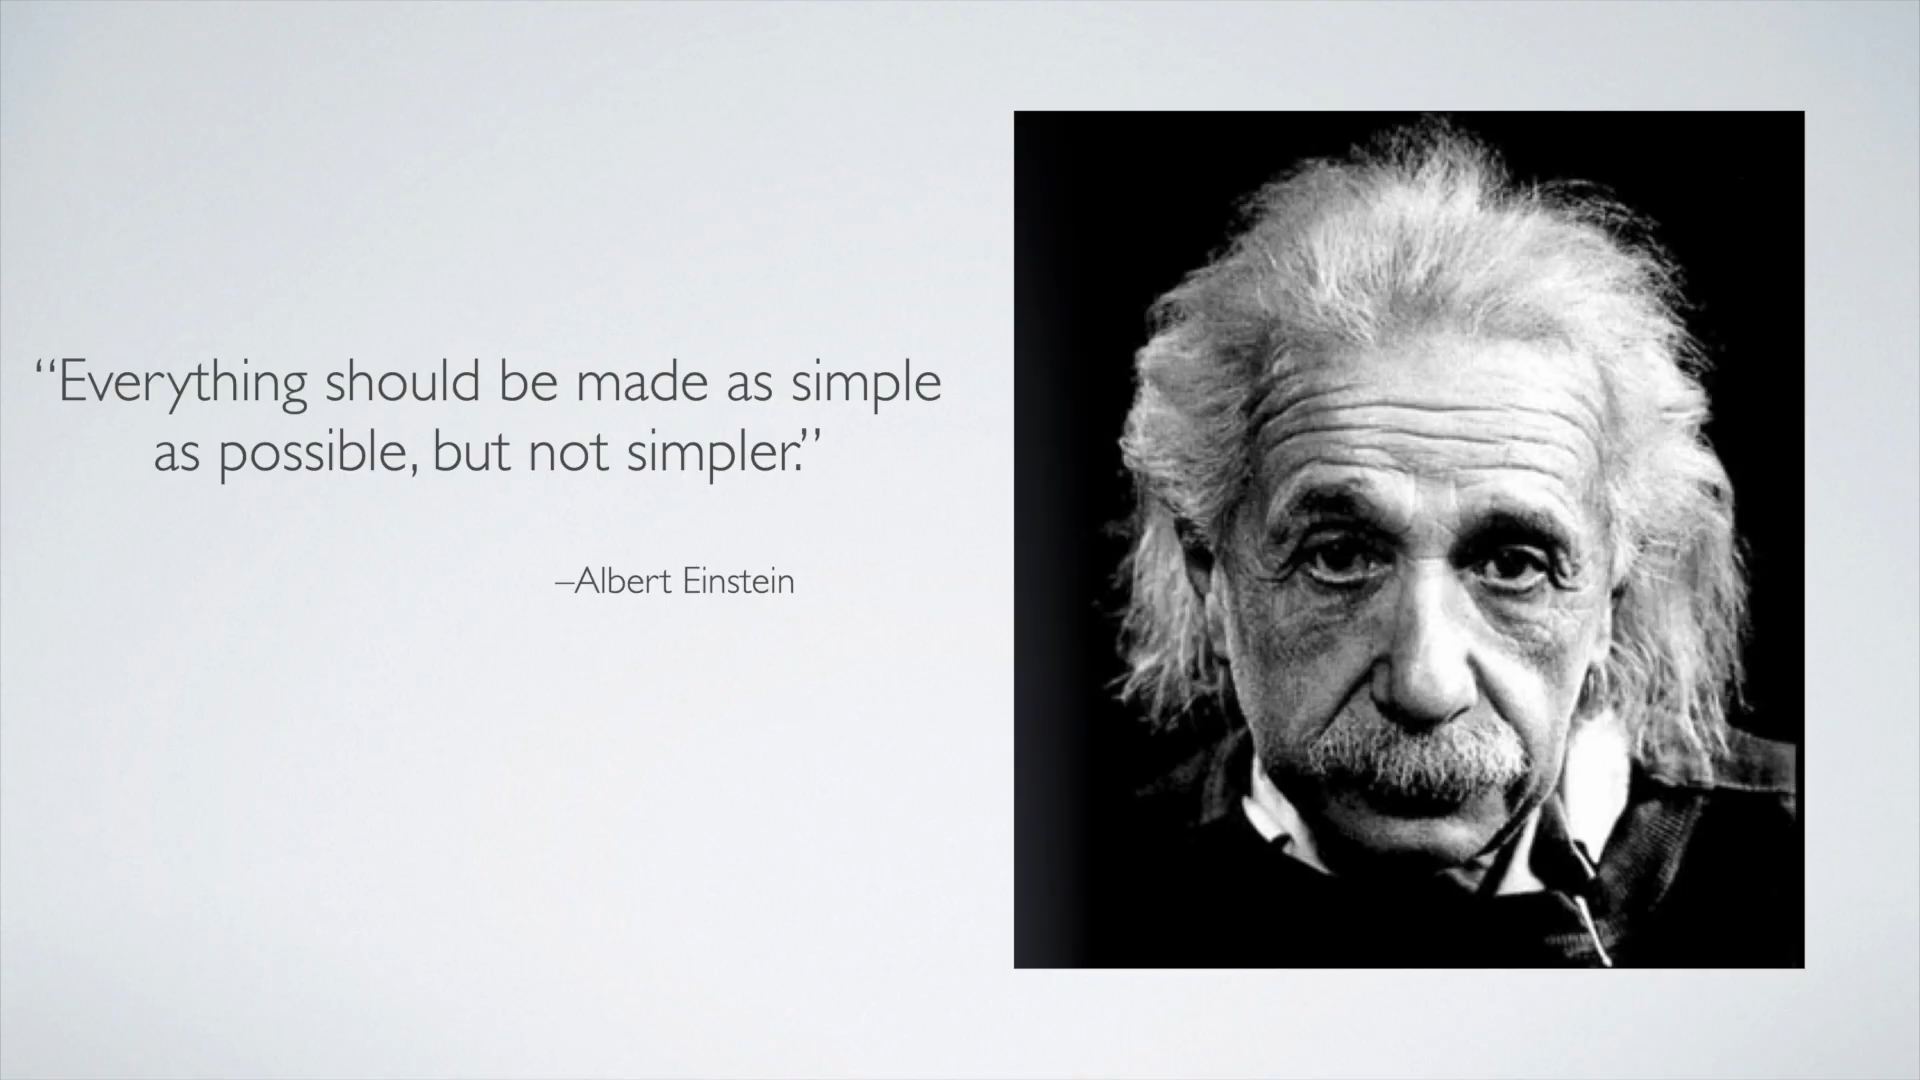 “Everything should be made as simple
as possible, but not simpler.”
–Albert Einstein